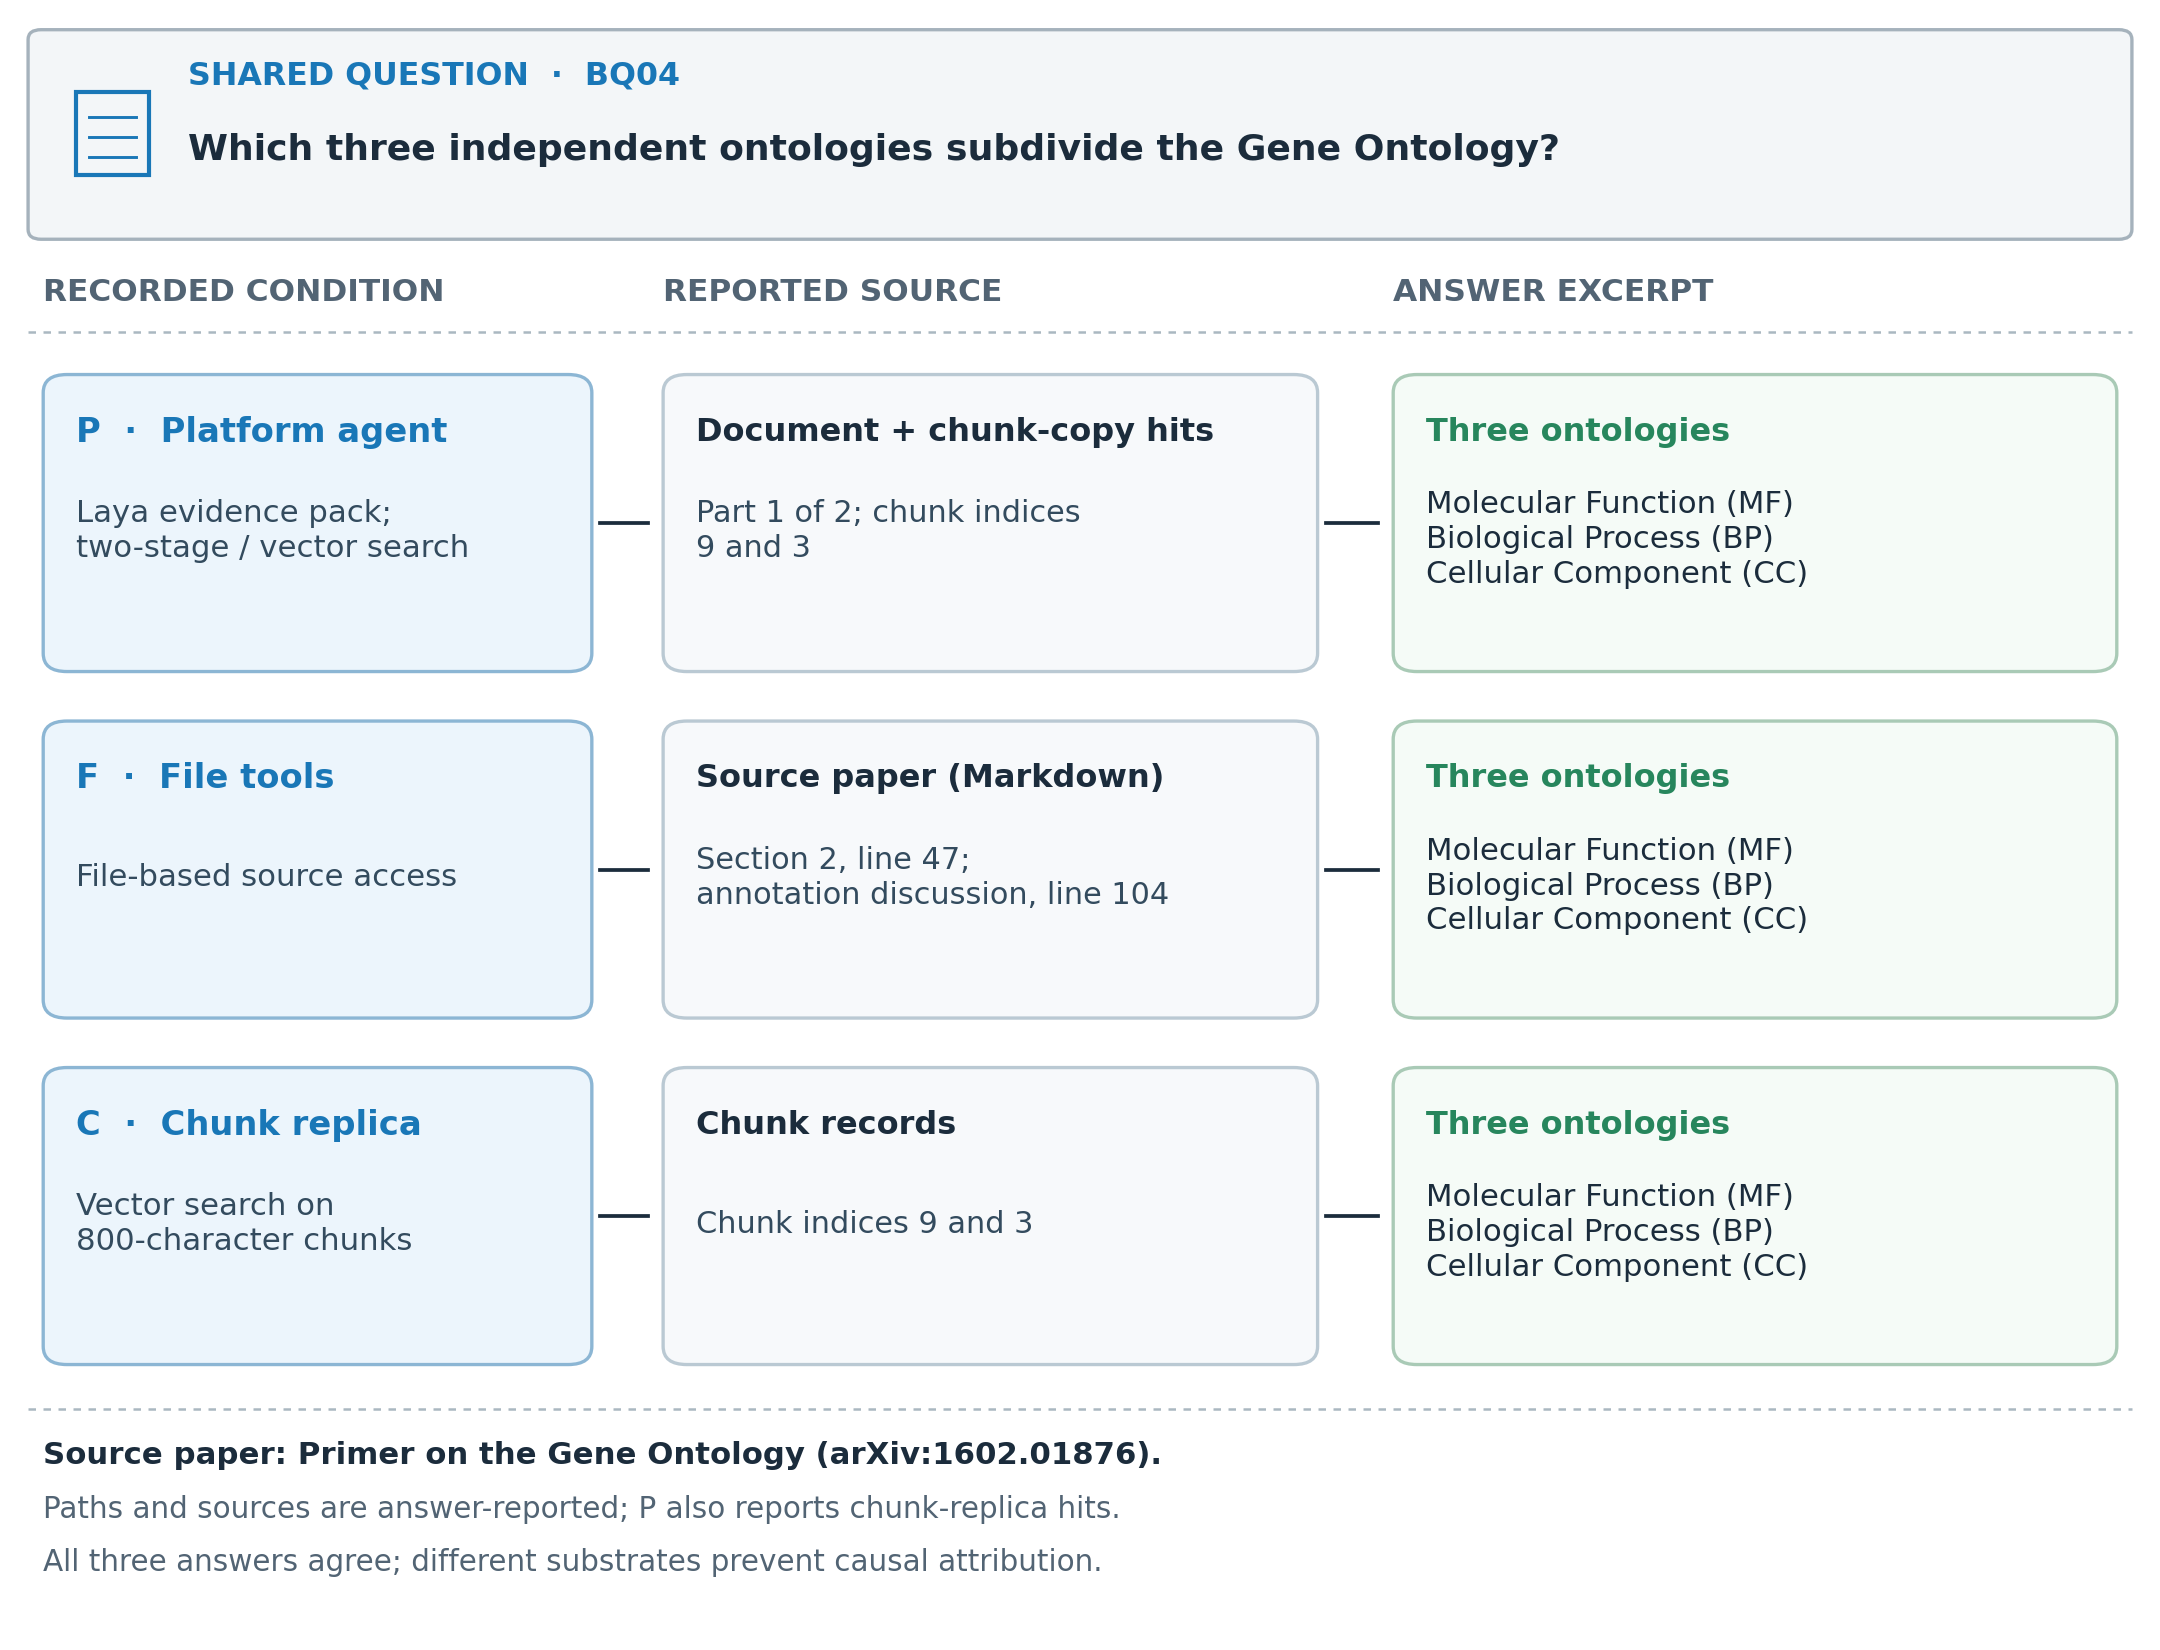 SHARED QUESTION · BQ04
Which three independent ontologies subdivide the Gene Ontology?
RECORDED CONDITION
REPORTED SOURCE
ANSWER EXCERPT
P · Platform agent
Laya evidence pack;
two-stage / vector search
Document + chunk-copy hits
Part 1 of 2; chunk indices
9 and 3
Three ontologies
Molecular Function (MF)
Biological Process (BP)
Cellular Component (CC)
F · File tools
File-based source access
Source paper (Markdown)
Section 2, line 47;
annotation discussion, line 104
Three ontologies
Molecular Function (MF)
Biological Process (BP)
Cellular Component (CC)
C · Chunk replica
Vector search on
800-character chunks
Chunk records
Chunk indices 9 and 3
Three ontologies
Molecular Function (MF)
Biological Process (BP)
Cellular Component (CC)
Source paper: Primer on the Gene Ontology (arXiv:1602.01876).
Paths and sources are answer-reported; P also reports chunk-replica hits.
All three answers agree; different substrates prevent causal attribution.